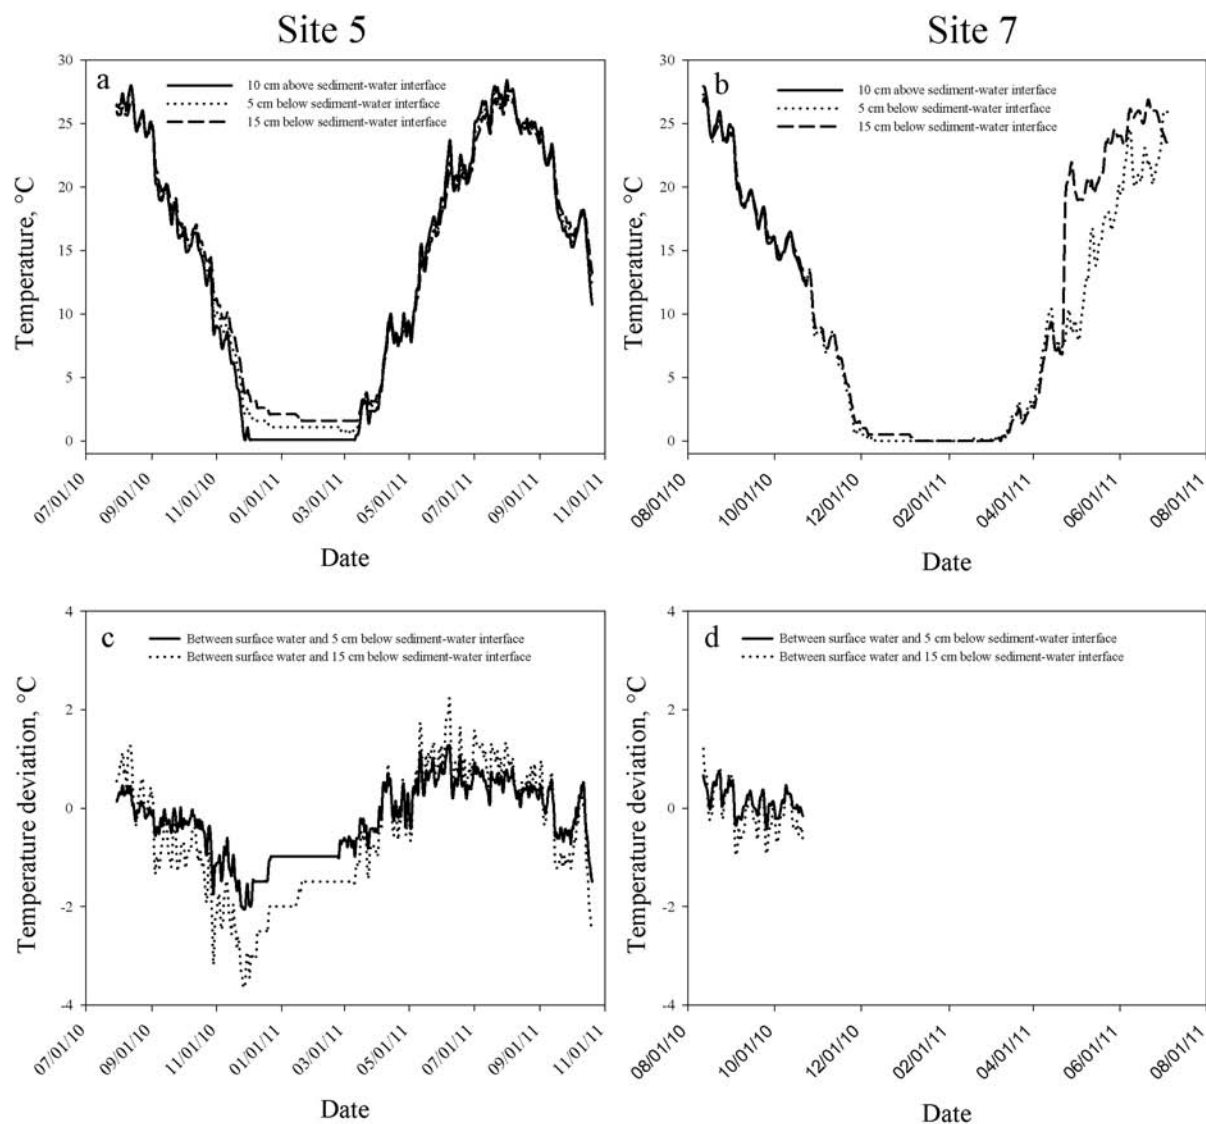 Site 5
Site 7
a
10 cm above sediment-water interface
5 cm below sediment-water interface
15 cm below sediment-water interface
30
25
20
15
10
5
0
Temperature, °C
07/01/10
09/01/10
11/01/10
01/01/11
03/01/11
05/01/11
07/01/11
09/01/11
11/01/11
Date
b
10 cm above sediment-water interface
5 cm below sediment-water interface
15 cm below sediment-water interface
30
25
20
15
10
5
0
Temperature, °C
08/01/10
10/01/10
12/01/10
02/01/11
04/01/11
06/01/11
08/01/11
Date
c
Between surface water and 5 cm below sediment-water interface
Between surface water and 15 cm below sediment-water interface
4
2
0
-2
-4
Temperature deviation, °C
07/01/10
09/01/10
11/01/10
01/01/11
03/01/11
05/01/11
07/01/11
09/01/11
11/01/11
Date
d
Between surface water and 5 cm below sediment-water interface
Between surface water and 15 cm below sediment-water interface
4
2
0
-2
-4
Temperature deviation, °C
08/01/10
10/01/10
12/01/10
02/01/11
04/01/11
06/01/11
08/01/11
Date